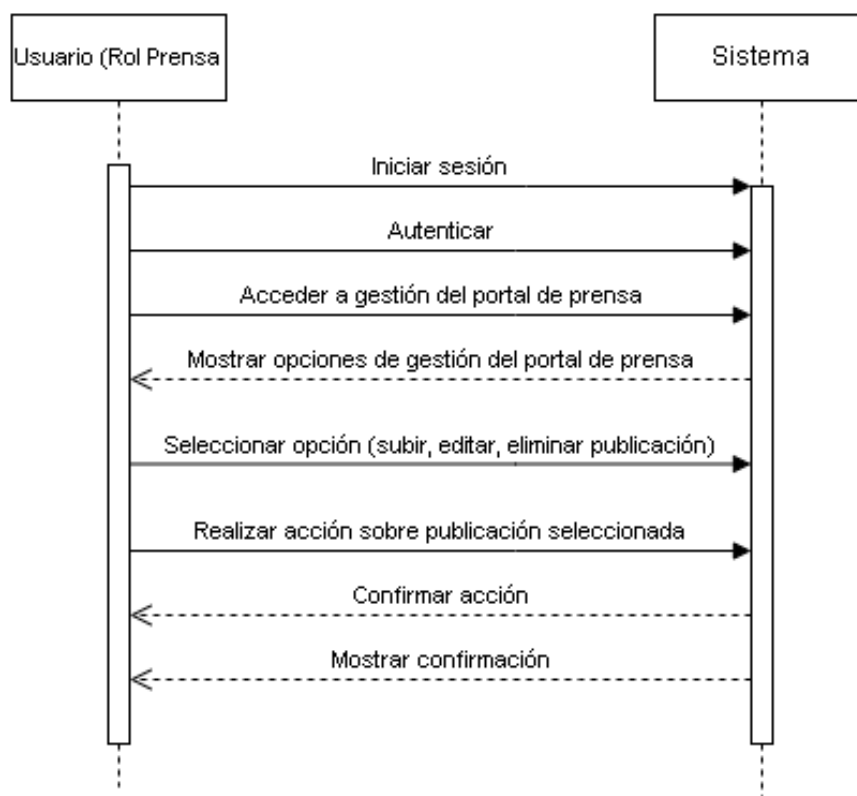 Usuario (Rol Prensa
Sistema
Iniciar sesión
Autenticar
Acceder a gestión del portal de prensa
Mostrar opciones de gestión del portal de prensa
Seleccionar opción (subir, editar, eliminar publicación)
Realizar acción sobre publicación seleccionada
Confirmar acción
Mostrar confirmación